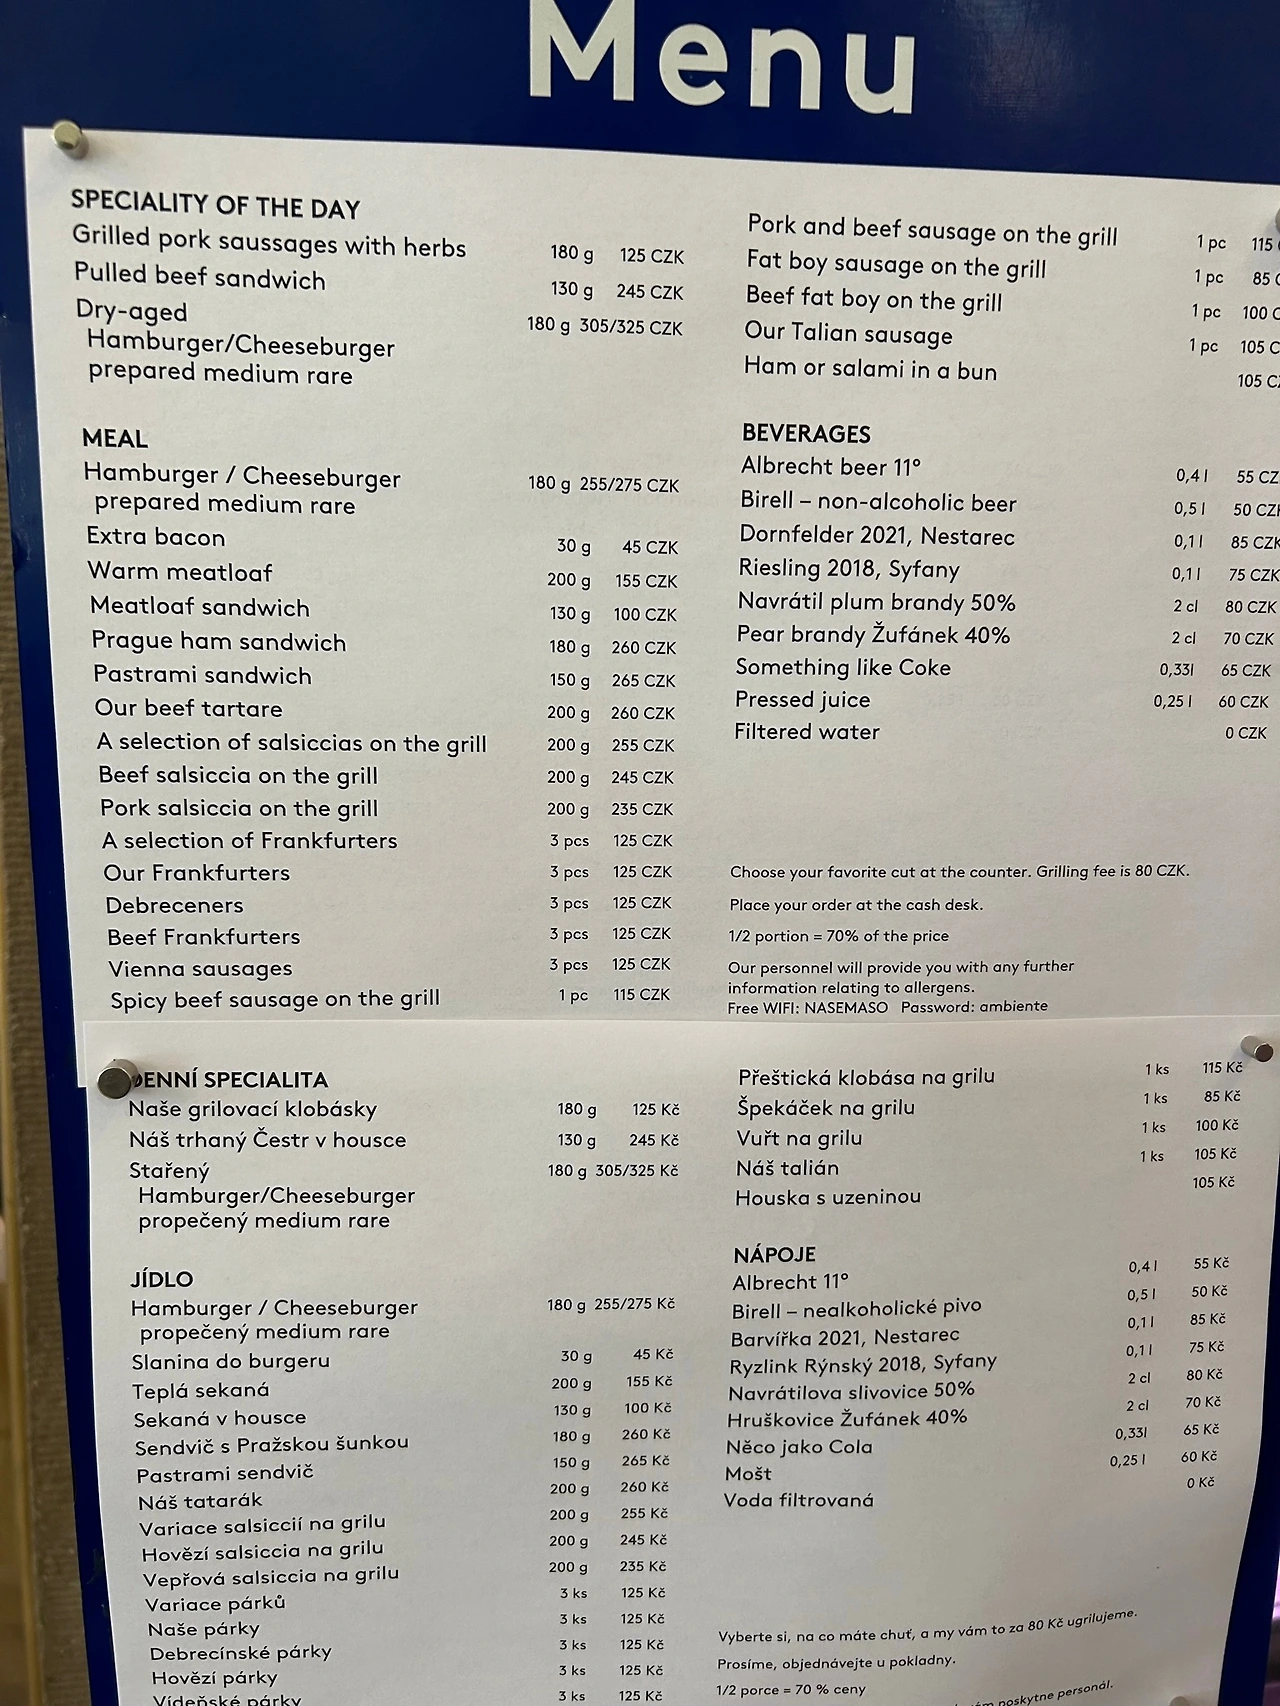 Menu
SPECIALITY OF THE DAY
Grilled pork saussages with herbs 180 g 125 CZK
Pulled beef sandwich 130 g 245 CZK
Dry-aged 180 g 305/325 CZK
Hamburger/Cheeseburger
prepared medium rare
MEAL
Hamburger / Cheeseburger 180 g 255/275 CZK
prepared medium rare
Extra bacon 30 g 45 CZK
Warm meatloaf 200 g 155 CZK
Meatloaf sandwich 130 g 100 CZK
Prague ham sandwich 180 g 260 CZK
Pastrami sandwich 150 g 265 CZK
Our beef tartare 200 g 260 CZK
A selection of salsiccias on the grill 200 g 255 CZK
Beef salsiccia on the grill 200 g 245 CZK
Pork salsiccia on the grill 200 g 235 CZK
A selection of Frankfurters 3 pcs 125 CZK
Our Frankfurters 3 pcs 125 CZK
Debreceners 3 pcs 125 CZK
Beef Frankfurters 3 pcs 125 CZK
Vienna sausages 3 pcs 125 CZK
Spicy beef sausage on the grill 1 pc 115 CZK
Pork and beef sausage on the grill 1 pc 115
Fat boy sausage on the grill 1 pc 85
Beef fat boy on the grill 1 pc 100 C
Our Talian sausage 1 pc 105 C
Ham or salami in a bun 105 CZ
BEVERAGES
Albrecht beer 11° 0,4 l 55 CZ
Birell – non-alcoholic beer 0,5 l 50 CZK
Dornfelder 2021, Nestarec 0,1 l 85 CZK
Riesling 2018, Syfany 0,1 l 75 CZK
Navrátil plum brandy 50% 2 cl 80 CZK
Pear brandy Žufánek 40% 2 cl 70 CZK
Something like Coke 0,33l 65 CZK
Pressed juice 0,25 l 60 CZK
Filtered water 0 CZK
Choose your favorite cut at the counter. Grilling fee is 80 CZK.
Place your order at the cash desk.
1/2 portion = 70% of the price
Our personnel will provide you with any further
information relating to allergens.
Free WIFI: NASEMASO Password: ambiente
DENNÍ SPECIALITA
Naše grilovací klobásky 180 g 125 Kč
Náš trhaný Čestr v housce 130 g 245 Kč
Stařený 180 g 305/325 Kč
Hamburger/Cheeseburger
propečený medium rare
JÍDLO
Hamburger / Cheeseburger 180 g 255/275 Kč
propečený medium rare
Slanina do burgeru 30 g 45 Kč
Teplá sekaná 200 g 155 Kč
Sekaná v housce 130 g 100 Kč
Sendvič s Pražskou šunkou 180 g 260 Kč
Pastrami sendvič 150 g 265 Kč
Náš tatarák 200 g 260 Kč
Variace salsiccií na grilu 200 g 255 Kč
Hovězí salsiccia na grilu 200 g 245 Kč
Vepřová salsiccia na grilu 200 g 235 Kč
Variace párků 3 ks 125 Kč
Naše párky 3 ks 125 Kč
Debrecínské párky 3 ks 125 Kč
Hovězí párky 3 ks 125 Kč
Vídeňské párky 3 ks 125 Kč
Přeštická klobása na grilu 1 ks 115 Kč
Špekáček na grilu 1 ks 85 Kč
Vuřt na grilu 1 ks 100 Kč
Náš talián 1 ks 105 Kč
Houska s uzeninou 105 Kč
NÁPOJE
Albrecht 11° 0,4 l 55 Kč
Birell – nealkoholické pivo 0,5 l 50 Kč
Barvířka 2021, Nestarec 0,1 l 85 Kč
Ryzlink Rýnský 2018, Syfany 0,1 l 75 Kč
Navrátilova slivovice 50% 2 cl 80 Kč
Hruškovice Žufánek 40% 2 cl 70 Kč
Něco jako Cola 0,33l 65 Kč
Mošt 0,25 l 60 Kč
Voda filtrovaná 0 Kč
Vyberte si, na co máte chuť, a my vám to za 80 Kč ugrilujeme.
Prosíme, objednávejte u pokladny.
1/2 porce = 70 % ceny
poskytne personál.